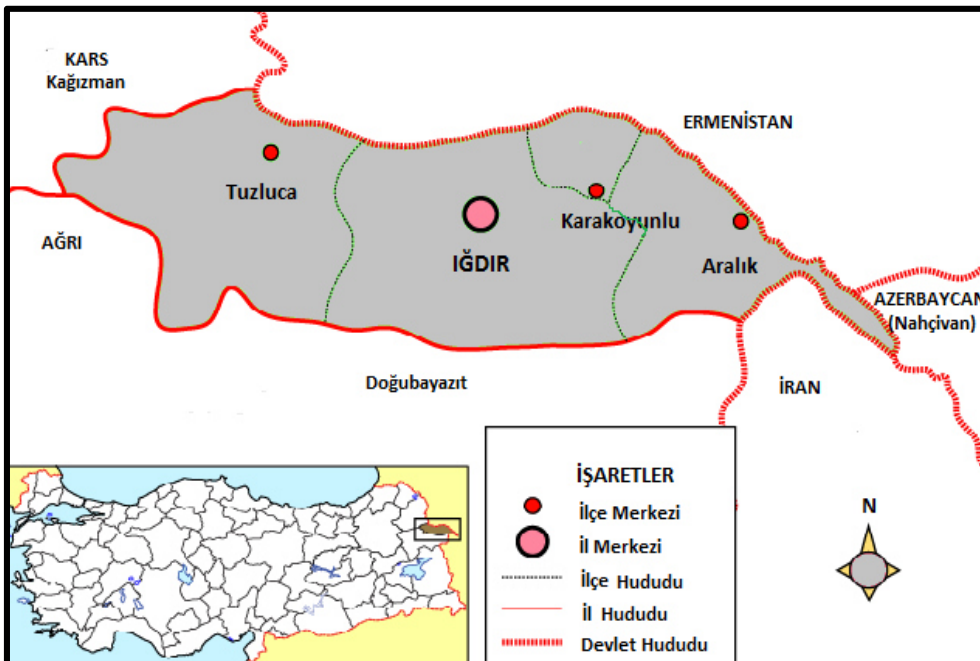 KARS
Kağızman
ERMENİSTAN
Tuzluca
Karakoyunlu
AĞRI
IĞDIR
Aralık
AZERBAYCAN
(Nahçivan)
Doğubayazıt
İRAN
İŞARETLER
İlçe Merkezi
İl Merkezi
İlçe Hududu
İl Hududu
Devlet Hududu
N